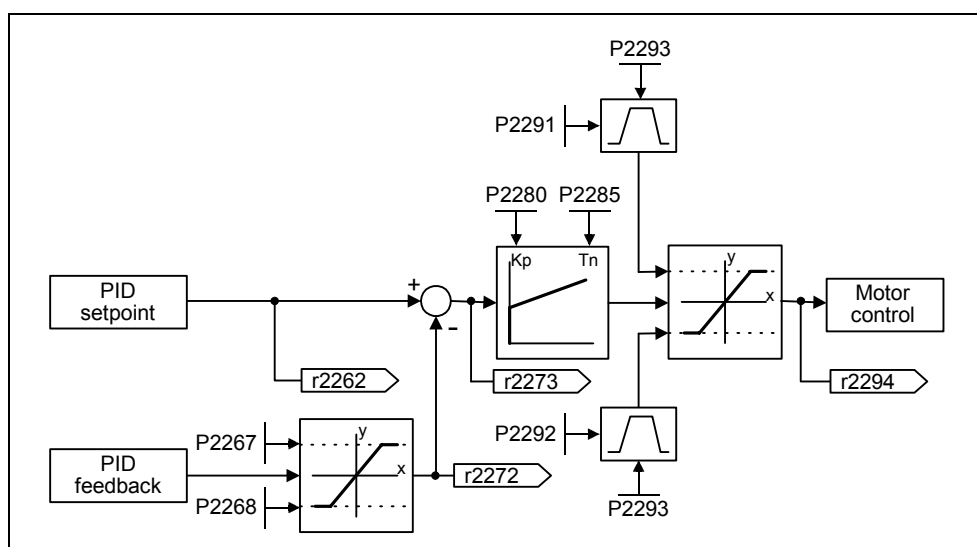 P2293
P2291
P2280
P2285
Kp
Tn
y
x
PID
setpoint
+
-
Motor
control
r2262
r2273
r2294
P2267
y
x
P2292
PID
feedback
P2268
r2272
P2293